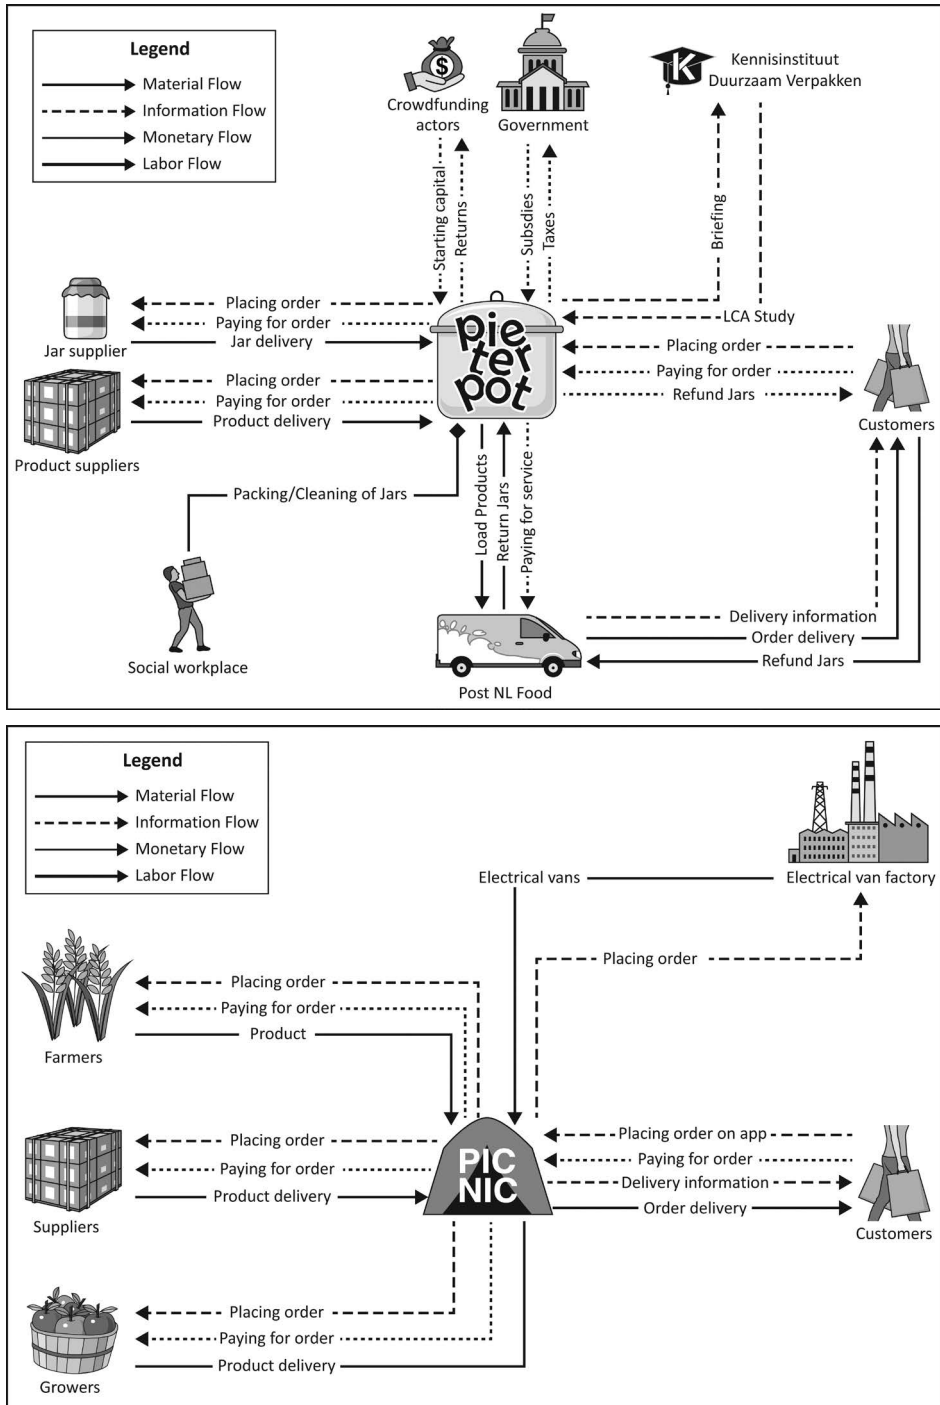 Legend
Material Flow
Information Flow
Monetary Flow
Labor Flow
Crowdfunding
actors
Government
Kennisinstituut
Duurzaam Verpakken
K
$
Starting capital
Returns
Subsdies
Taxes
Briefing
LCA Study
Jar supplier
Placing order
Paying for order
Jar delivery
Product suppliers
Placing order
Paying for order
Product delivery
pie
ter
pot
Placing order
Paying for order
Refund Jars
Customers
Packing/Cleaning of Jars
Social workplace
Load Products
Return Jars
Paying for service
Post NL Food
Delivery information
Order delivery
Refund Jars
Legend
Material Flow
Information Flow
Monetary Flow
Labor Flow
Electrical vans
Electrical van factory
Placing order
Farmers
Placing order
Paying for order
Product
Suppliers
Placing order
Paying for order
Product delivery
PIC
NIC
Placing order on app
Paying for order
Delivery information
Order delivery
Customers
Growers
Placing order
Paying for order
Product delivery